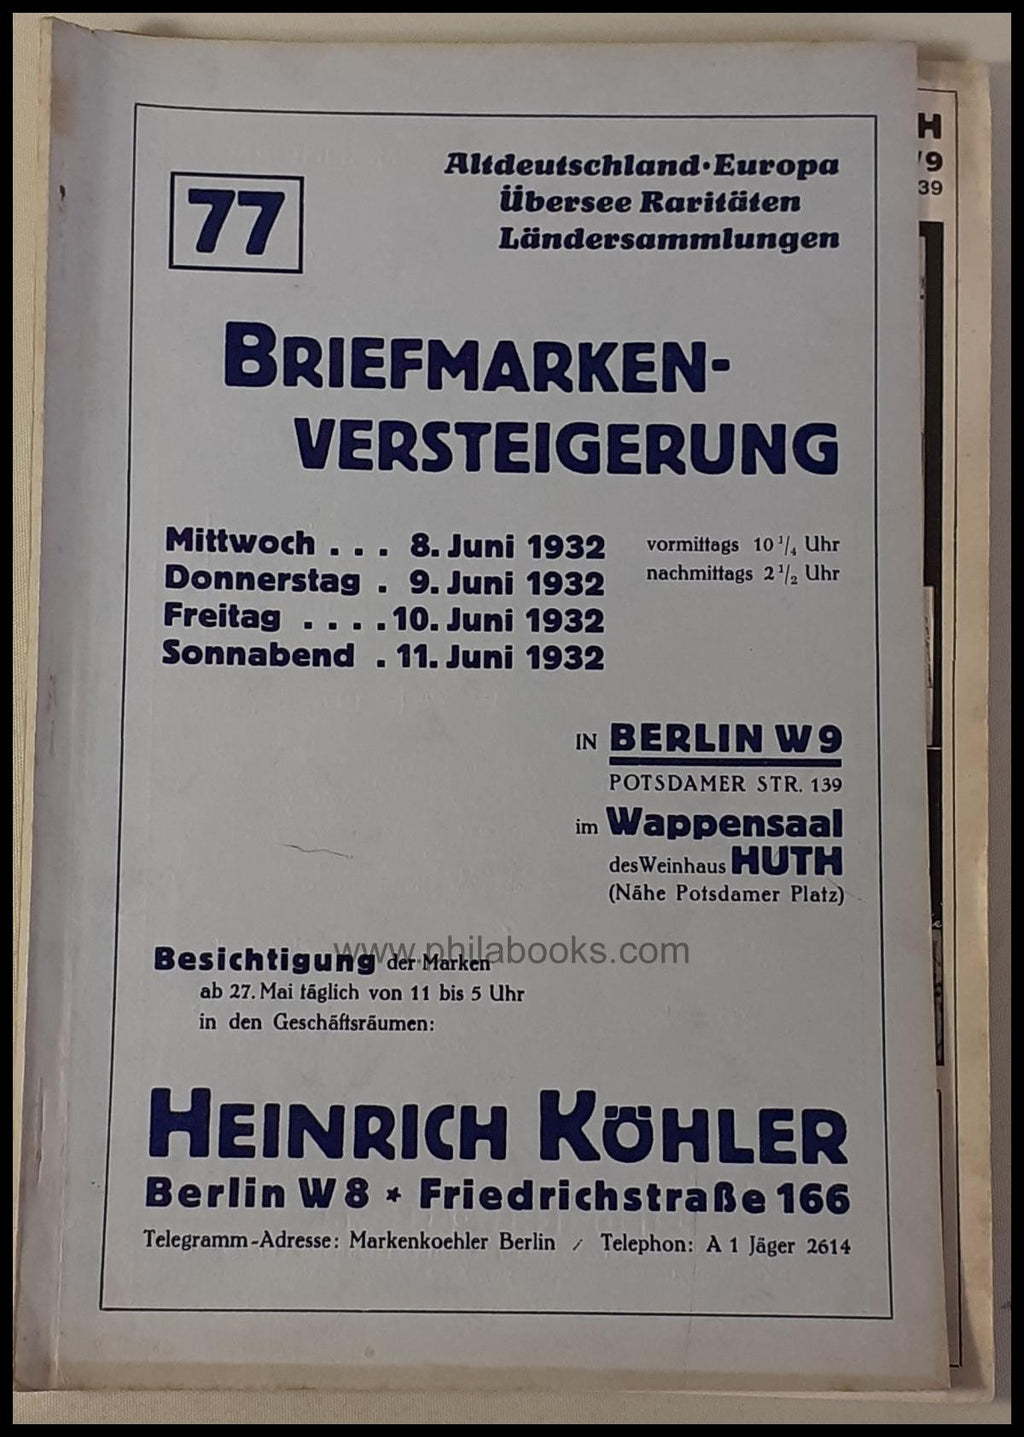 77
Altdeutschland·Europa
Übersee Raritäten
Ländersammlungen
BRIEFMARKEN-
VERSTEIGERUNG
Mittwoch . . . 8. Juni 1932
Donnerstag . 9. Juni 1932
Freitag . . . . 10. Juni 1932
Sonnabend . 11. Juni 1932
vormittags 10 1/4 Uhr
nachmittags 2 1/2 Uhr
IN BERLIN W 9
POTSDAMER STR. 139
im Wappensaal
des Weinhaus HUTH
(Nähe Potsdamer Platz)
www.philabooks.com
Besichtigung der Marken
ab 27. Mai täglich von 11 bis 5 Uhr
in den Geschäftsräumen:
HEINRICH KÖHLER
Berlin W 8 * Friedrichstraße 166
Telegramm-Adresse: Markenkoehler Berlin / Telephon: A 1 Jäger 2614
H
9
39